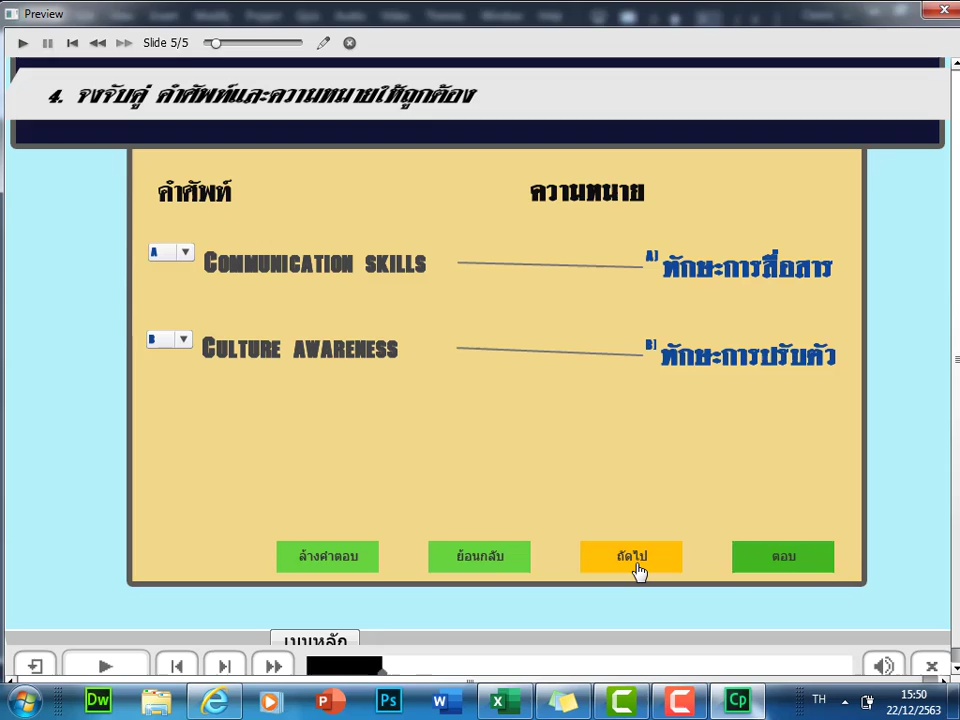 Preview
Slide 5/5
4. จงจับคู่ คำศัพท์และความหมายให้ถูกต้อง
คำศัพท์
ความหมาย
A
Communication skills
A)
ทักษะการสื่อสาร
B
Culture awareness
B)
ทักษะการปรับตัว
ล้างคำตอบ
ย้อนกลับ
ถัดไป
ตอบ
เมนูหลัก
Dw
P
Ps
W
X
C
C
Cp
TH
15:50
22/12/2563